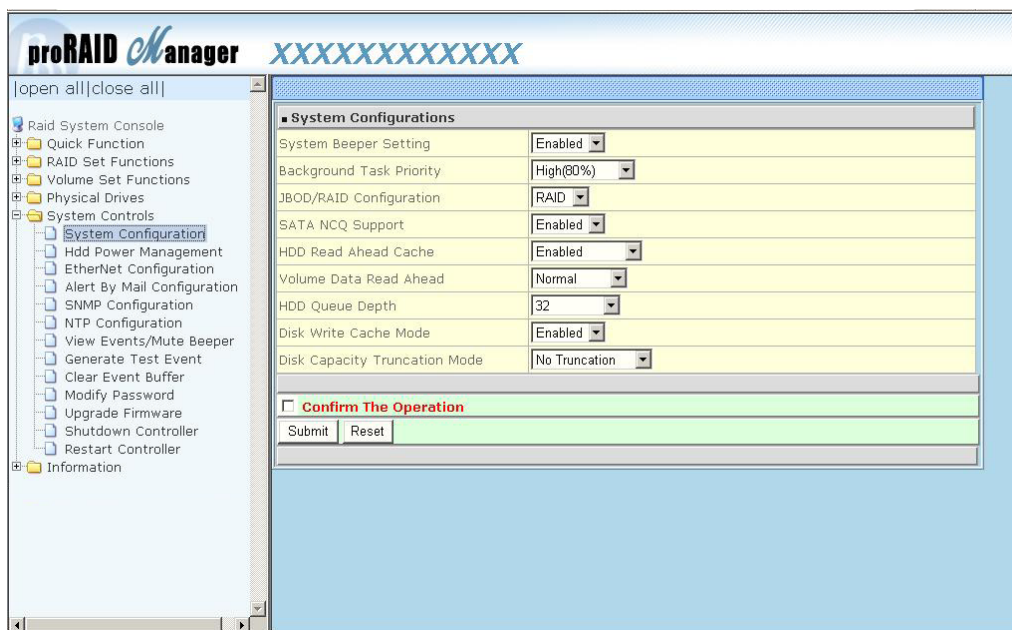 proRAID Manager XXXXXXXXXXXX
|open all|close all|
Raid System Console
Quick Function
RAID Set Functions
Volume Set Functions
Physical Drives
System Controls
System Configuration
Hdd Power Management
EtherNet Configuration
Alert By Mail Configuration
SNMP Configuration
NTP Configuration
View Events/Mute Beeper
Generate Test Event
Clear Event Buffer
Modify Password
Upgrade Firmware
Shutdown Controller
Restart Controller
Information
System Configurations
System Beeper Setting Enabled
Background Task Priority High(80%)
JBOD/RAID Configuration RAID
SATA NCQ Support Enabled
HDD Read Ahead Cache Enabled
Volume Data Read Ahead Normal
HDD Queue Depth 32
Disk Write Cache Mode Enabled
Disk Capacity Truncation Mode No Truncation
Confirm The Operation
Submit Reset